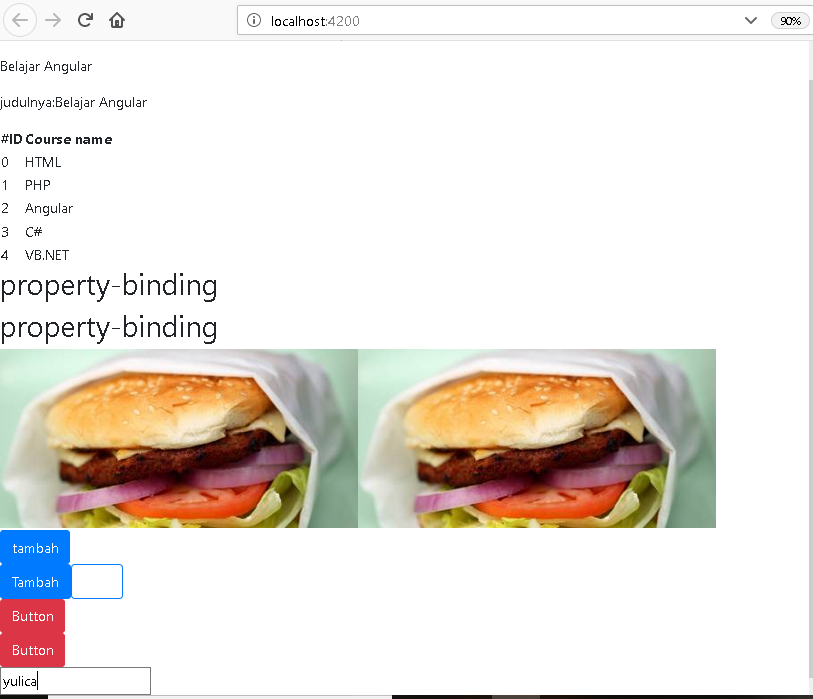 localhost:4200
90%
Belajar Angular
judulnya:Belajar Angular
#ID Course name
0 HTML
1 PHP
2 Angular
3 C#
4 VB.NET
property-binding
property-binding
tambah
Tambah
Button
Button
yulica